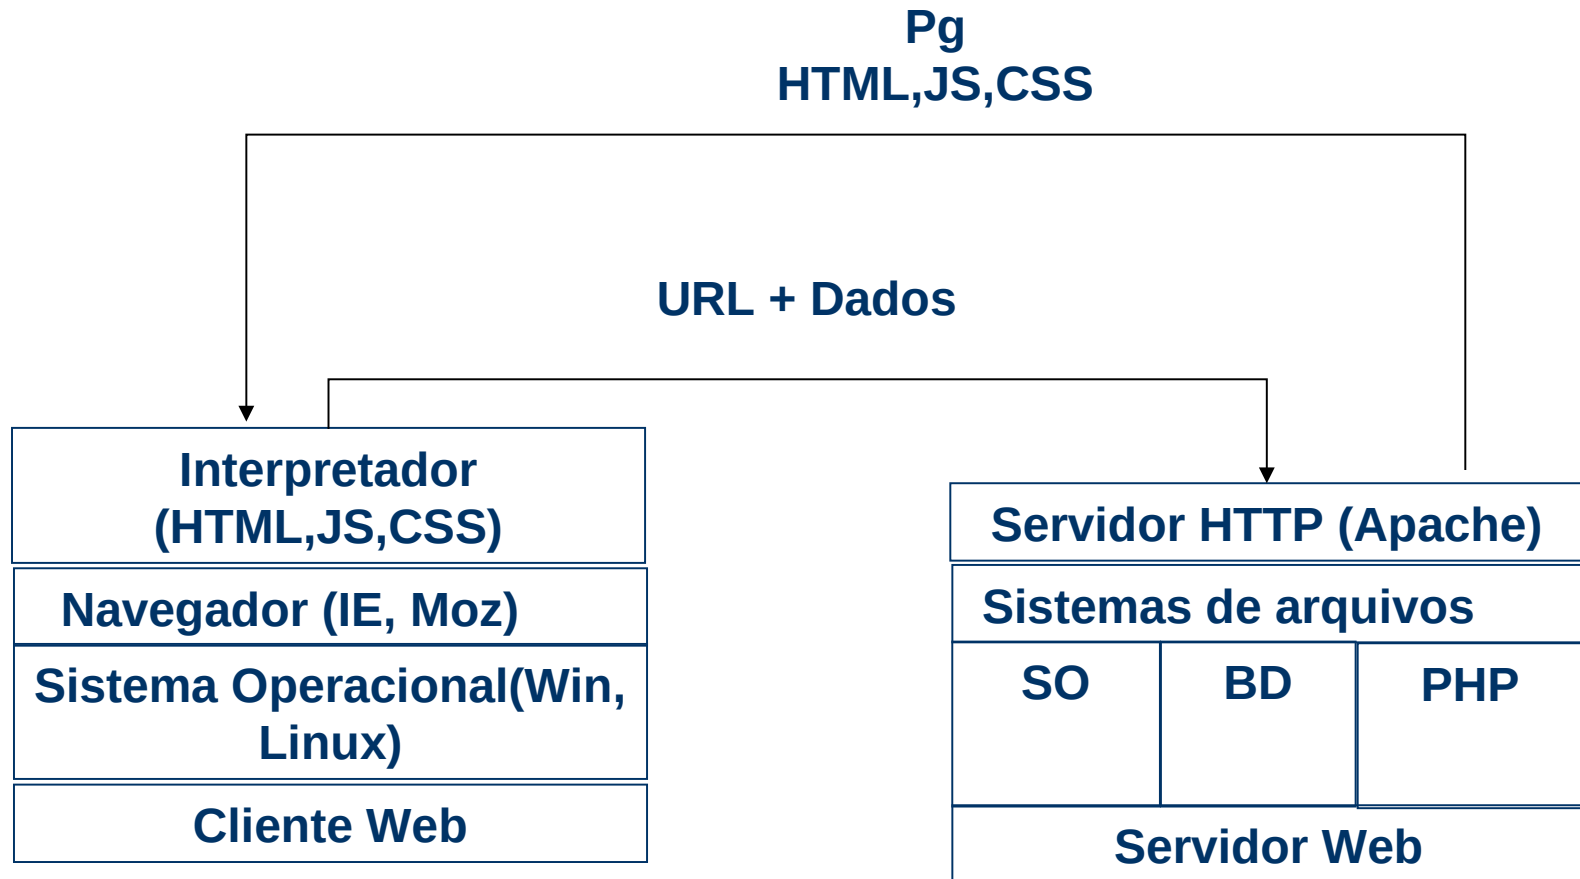 Pg
HTML,JS,CSS
URL + Dados
Interpretador
(HTML,JS,CSS)
Navegador (IE, Moz)
Sistema Operacional(Win,
Linux)
Cliente Web
Servidor HTTP (Apache)
Sistemas de arquivos
SO
BD
PHP
Servidor Web